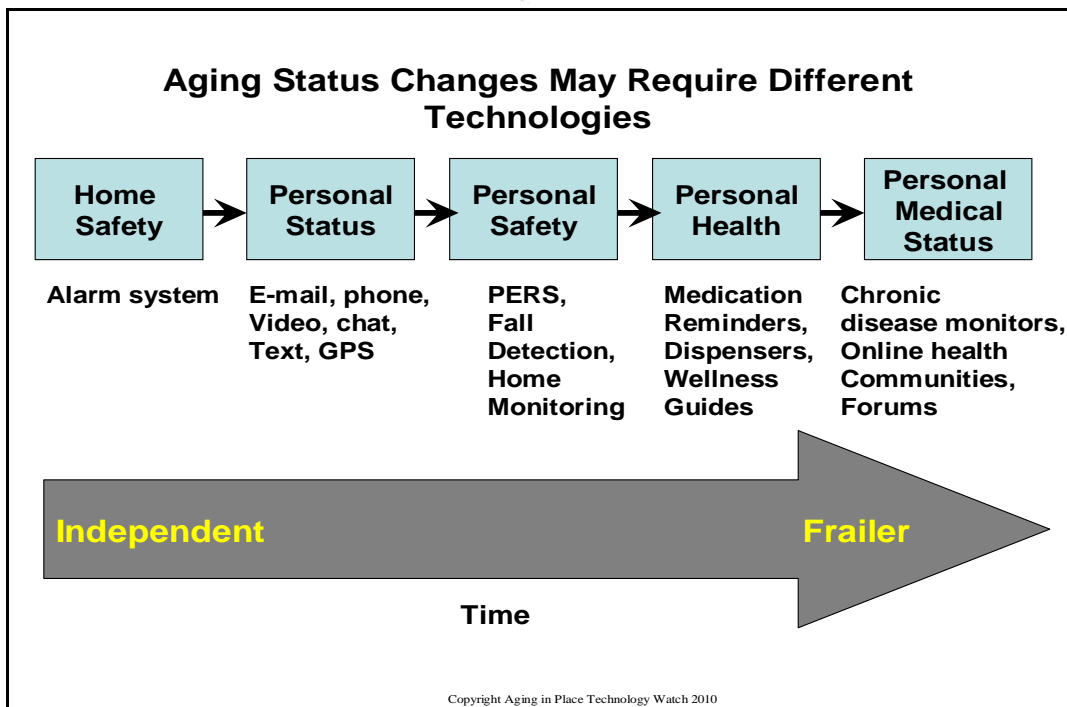 Aging Status Changes May Require Different
Technologies
Home
Safety
Personal
Status
Personal
Safety
Personal
Health
Personal
Medical
Status
Alarm system
E-mail, phone,
Video, chat,
Text, GPS
PERS,
Fall
Detection,
Home
Monitoring
Medication
Reminders,
Dispensers,
Wellness
Guides
Chronic
disease monitors,
Online health
Communities,
Forums
Independent
Frailer
Time
Copyright Aging in Place Technology Watch 2010